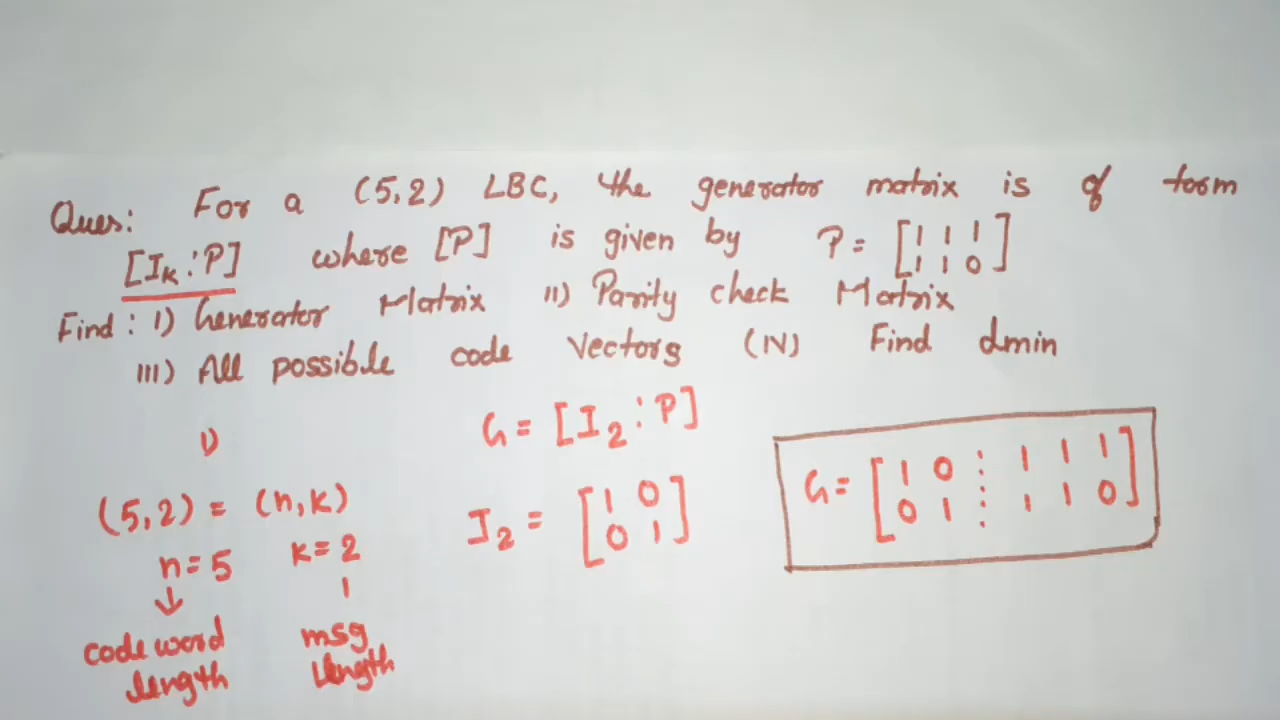 Ques: For a (5,2) LBC, the generator matrix is of form
[Ik : P] where [P] is given by P = [1 1 1
1 1 0]
Find : I) Generator Matrix II) Parity check Matrix
III) All possible code vectors (IV) Find dmin
I)
(5,2) = (n,k)
n=5 k=2
codeword length
msg length
G = [I2 : P]
I2 = [1 0
0 1]
G = [1 0 : 1 1 1
0 1 : 1 1 0]